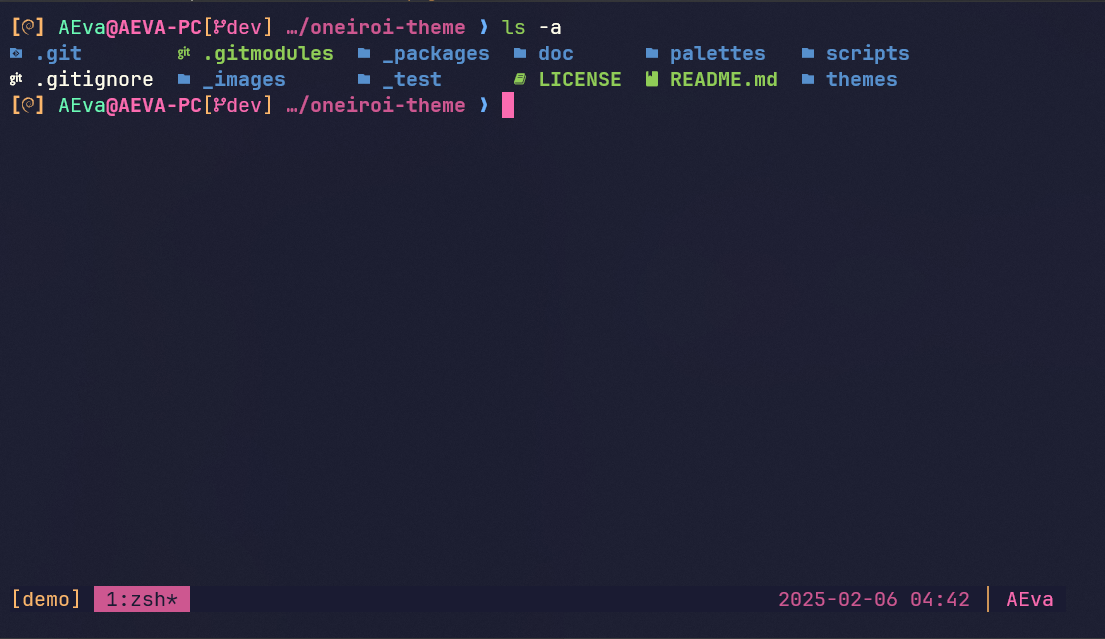 [] AEva@AEVA-PC[dev] …/oneiroi-theme ❯ ls -a
.git .gitmodules _packages doc palettes scripts
.gitignore _images _test LICENSE README.md themes
[] AEva@AEVA-PC[dev] …/oneiroi-theme ❯
[demo] 1:zsh* 2025-02-06 04:42 │ AEva